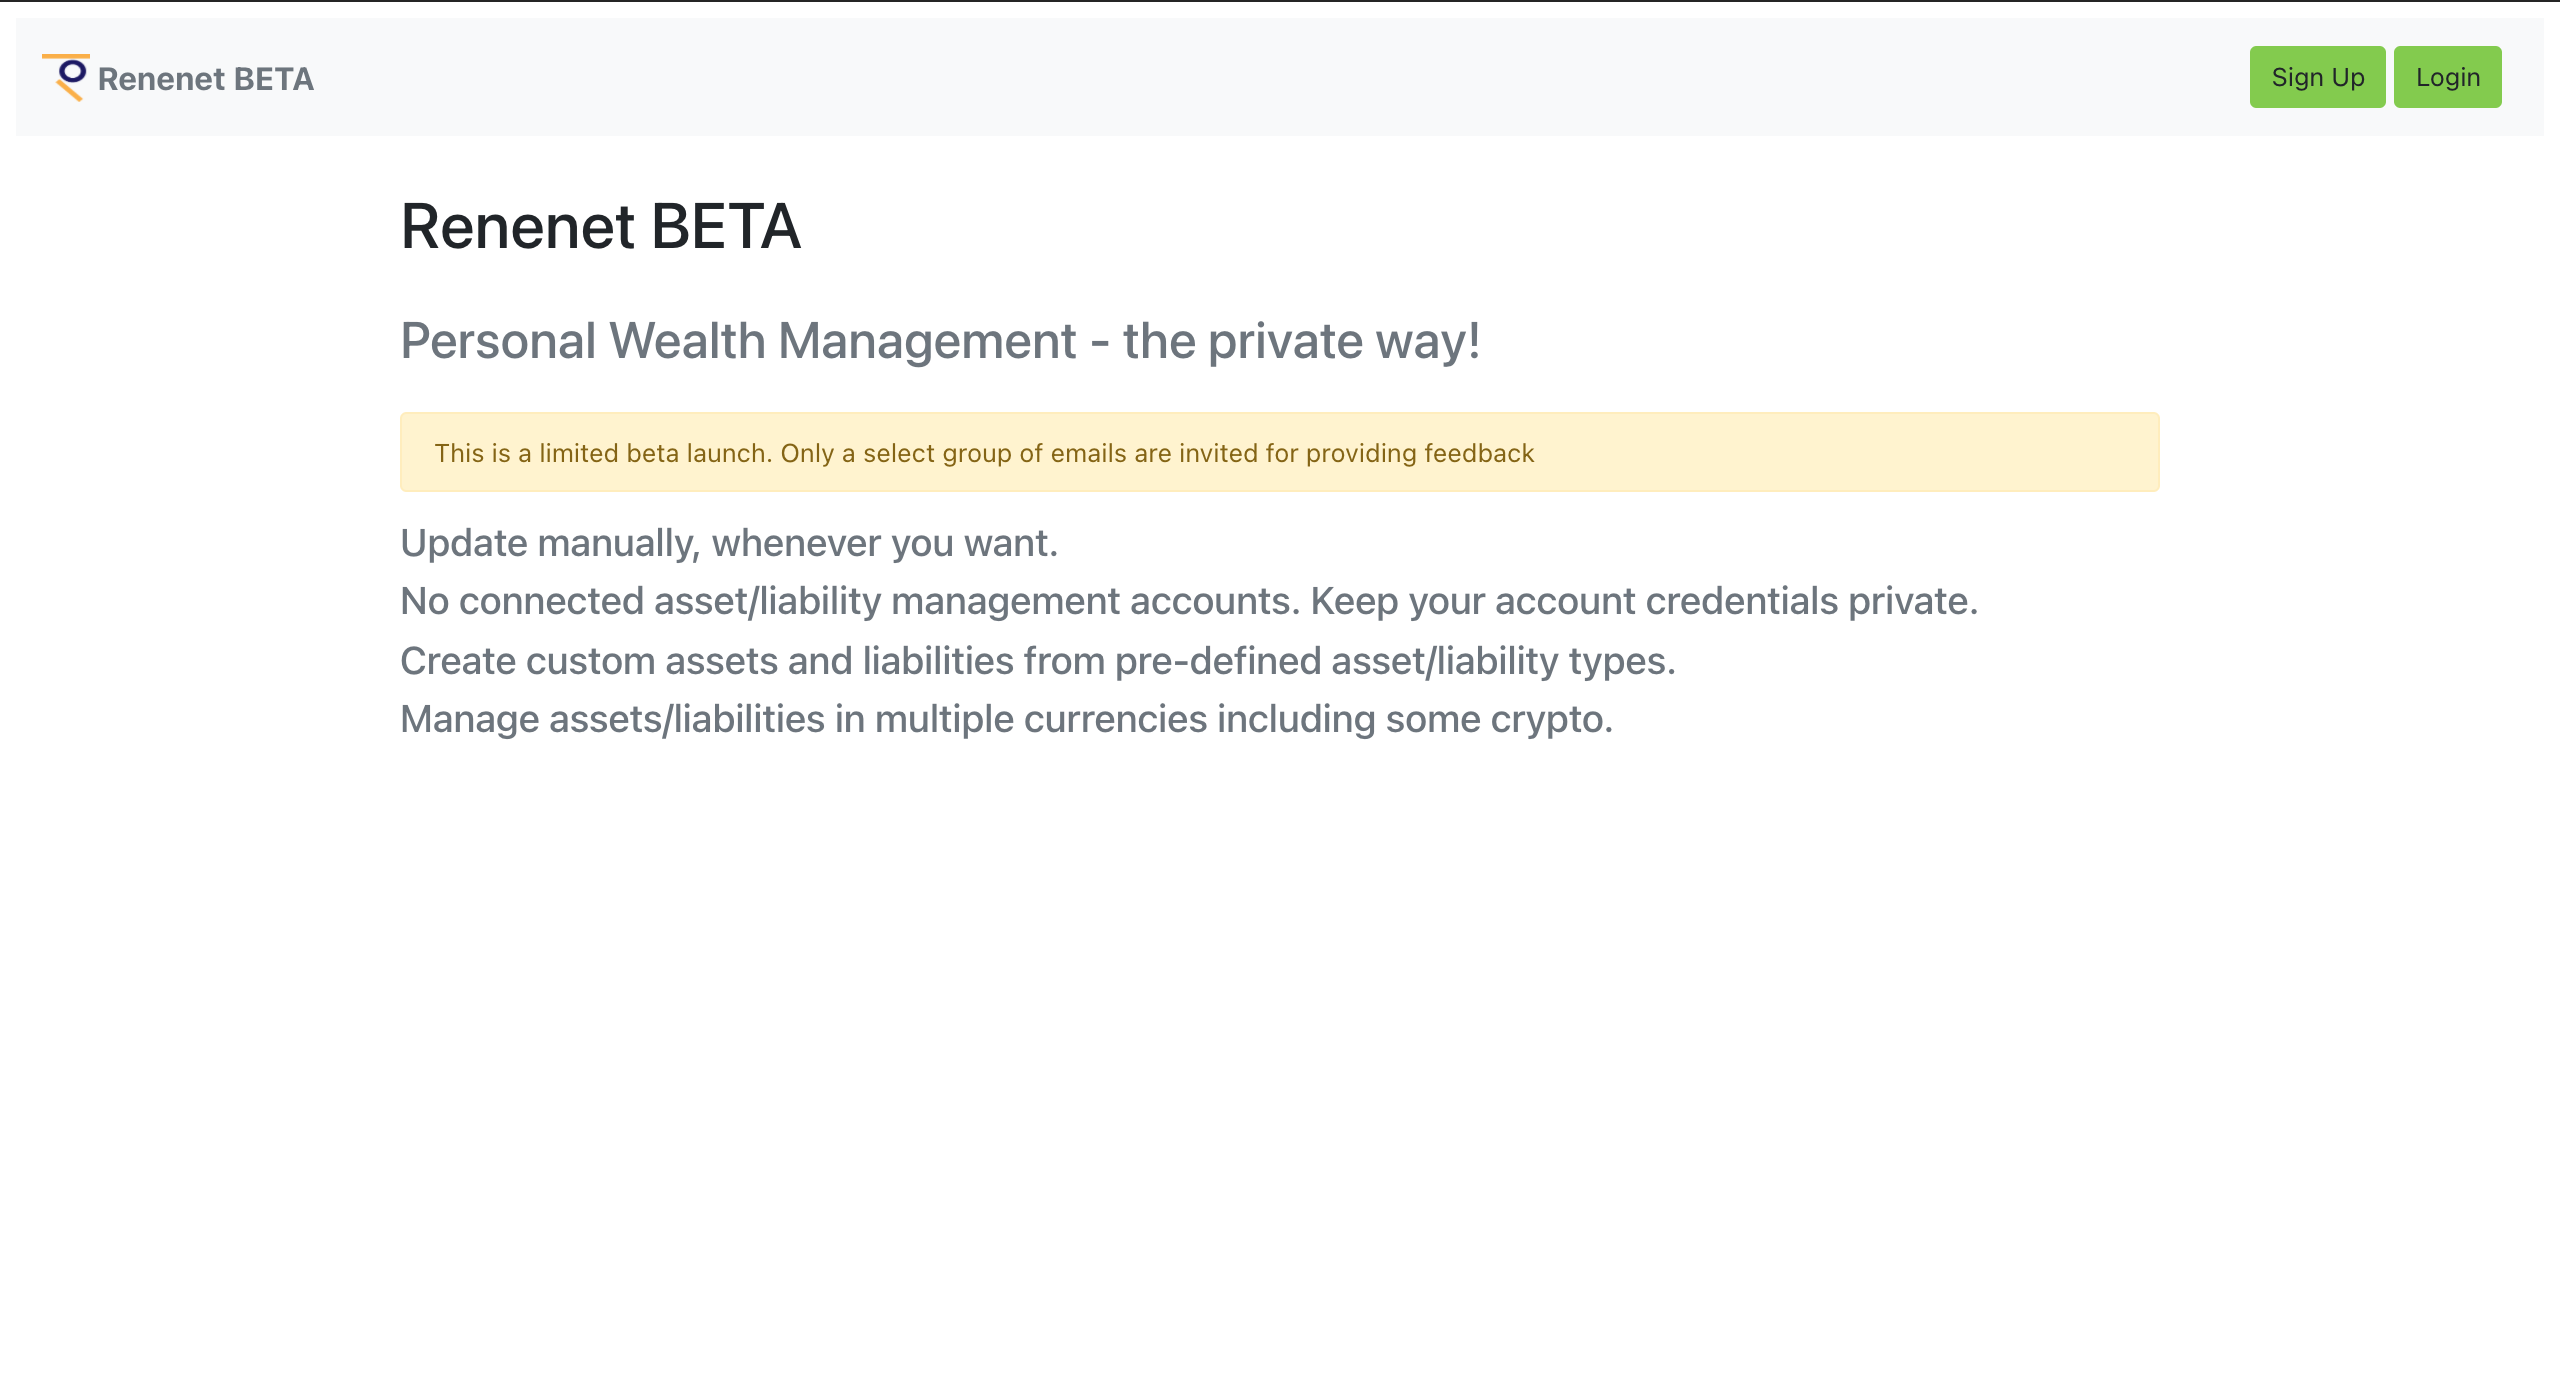 Renenet BETA
Sign Up
Login
Renenet BETA
Personal Wealth Management - the private way!
This is a limited beta launch. Only a select group of emails are invited for providing feedback
Update manually, whenever you want.
No connected asset/liability management accounts. Keep your account credentials private.
Create custom assets and liabilities from pre-defined asset/liability types.
Manage assets/liabilities in multiple currencies including some crypto.